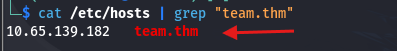 └─$ cat /etc/hosts | grep "team.thm"
10.65.139.182 team.thm